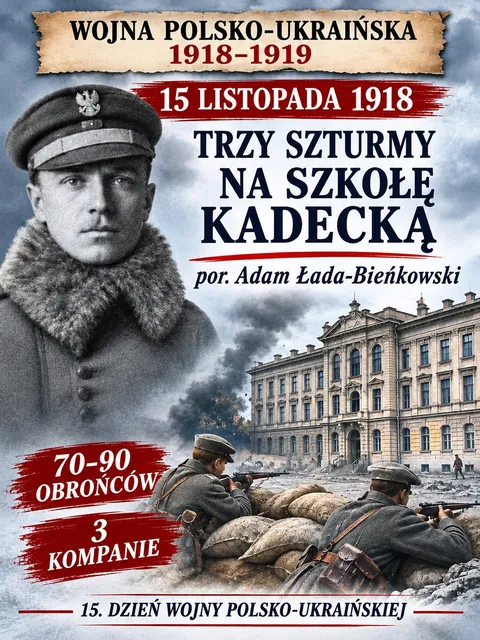 WOJNA POLSKO-UKRAIŃSKA
1918–1919
15 LISTOPADA 1918
TRZY SZTURMY
NA SZKOŁĘ
KADECKĄ
por. Adam Łada-Bieńkowski
70–90
OBROŃCÓW
3
KOMPANIE
15. DZIEŃ WOJNY POLSKO-UKRAIŃSKIEJ